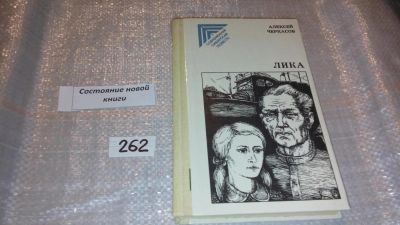 АЛЕКСЕЙ
ЧЕРКАСОВ
ЛИКА
Состояние новой
книги
262